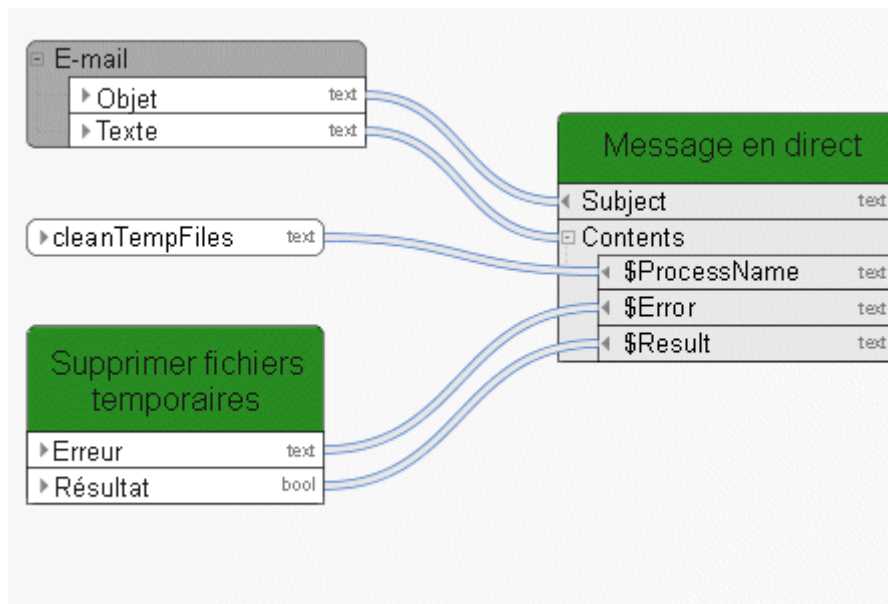 E-mail
Objet text
Texte text
cleanTempFiles text
Supprimer fichiers
temporaires
Erreur text
Résultat bool
Message en direct
Subject text
Contents
$ProcessName text
$Error text
$Result text